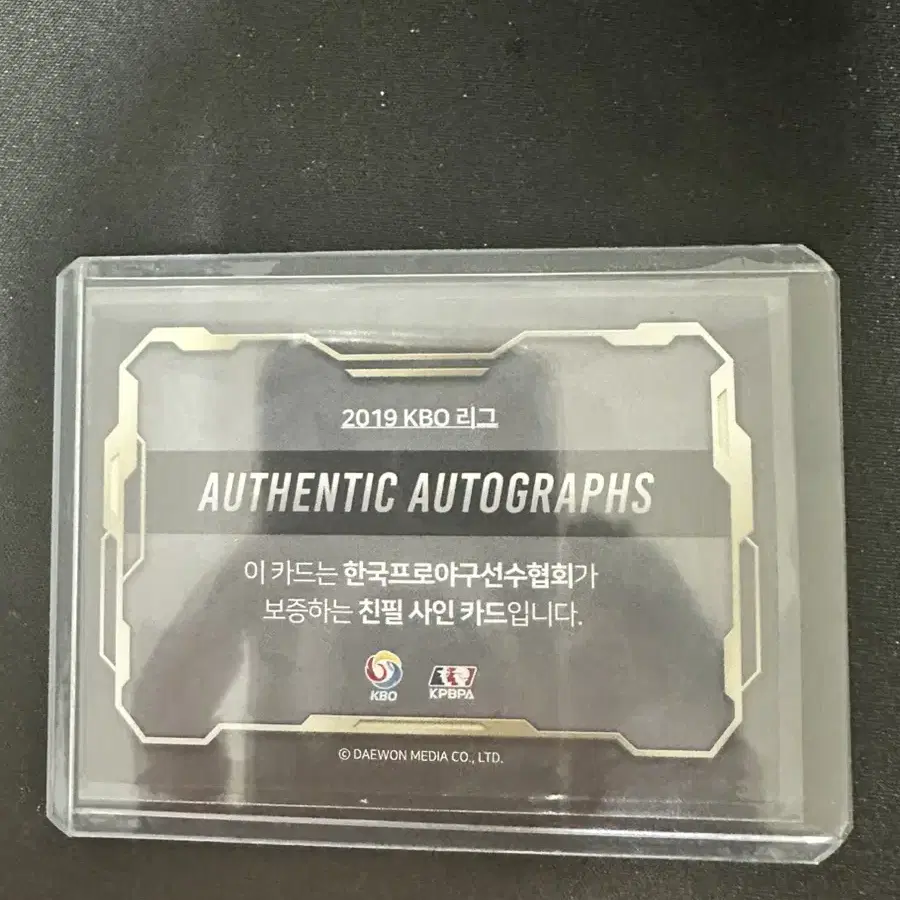 2019 KBO 리그
AUTHENTIC AUTOGRAPHS
이 카드는 한국프로야구선수협회가
보증하는 친필 사인 카드입니다.
KBO KPBPA
© DAEWON MEDIA CO., LTD.